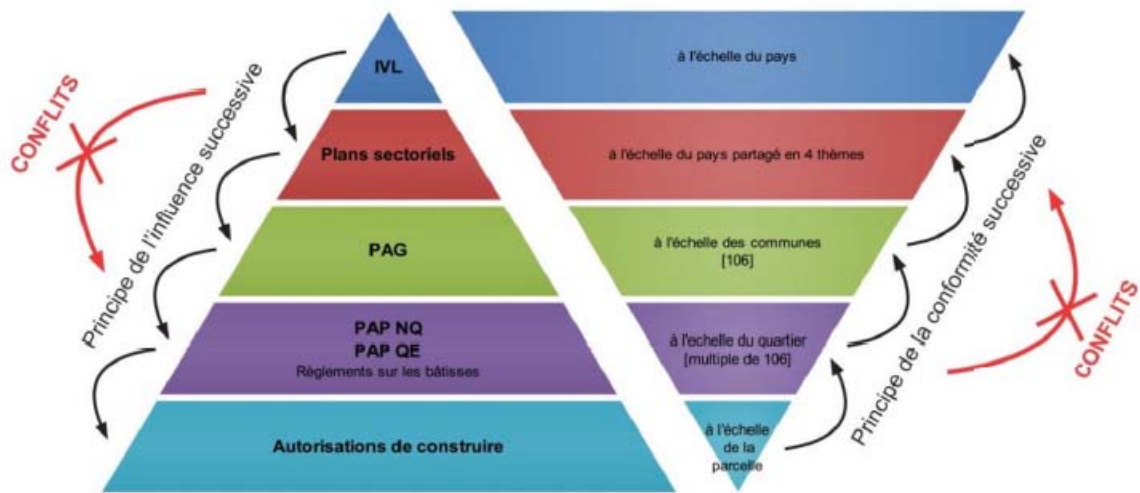 CONFLITS
Principe de l'influence successive
IVL
Plans sectoriels
PAG
PAP NQ
PAP QE
Règlements sur les bâtisses
Autorisations de construire
à l'échelle du pays
à l'échelle du pays partagé en 4 thèmes
à l'échelle des communes
[106]
à l'echelle du quartier
[multiple de 106]
à l'échelle
de la
parcelle
Principe de la conformité successive
CONFLITS